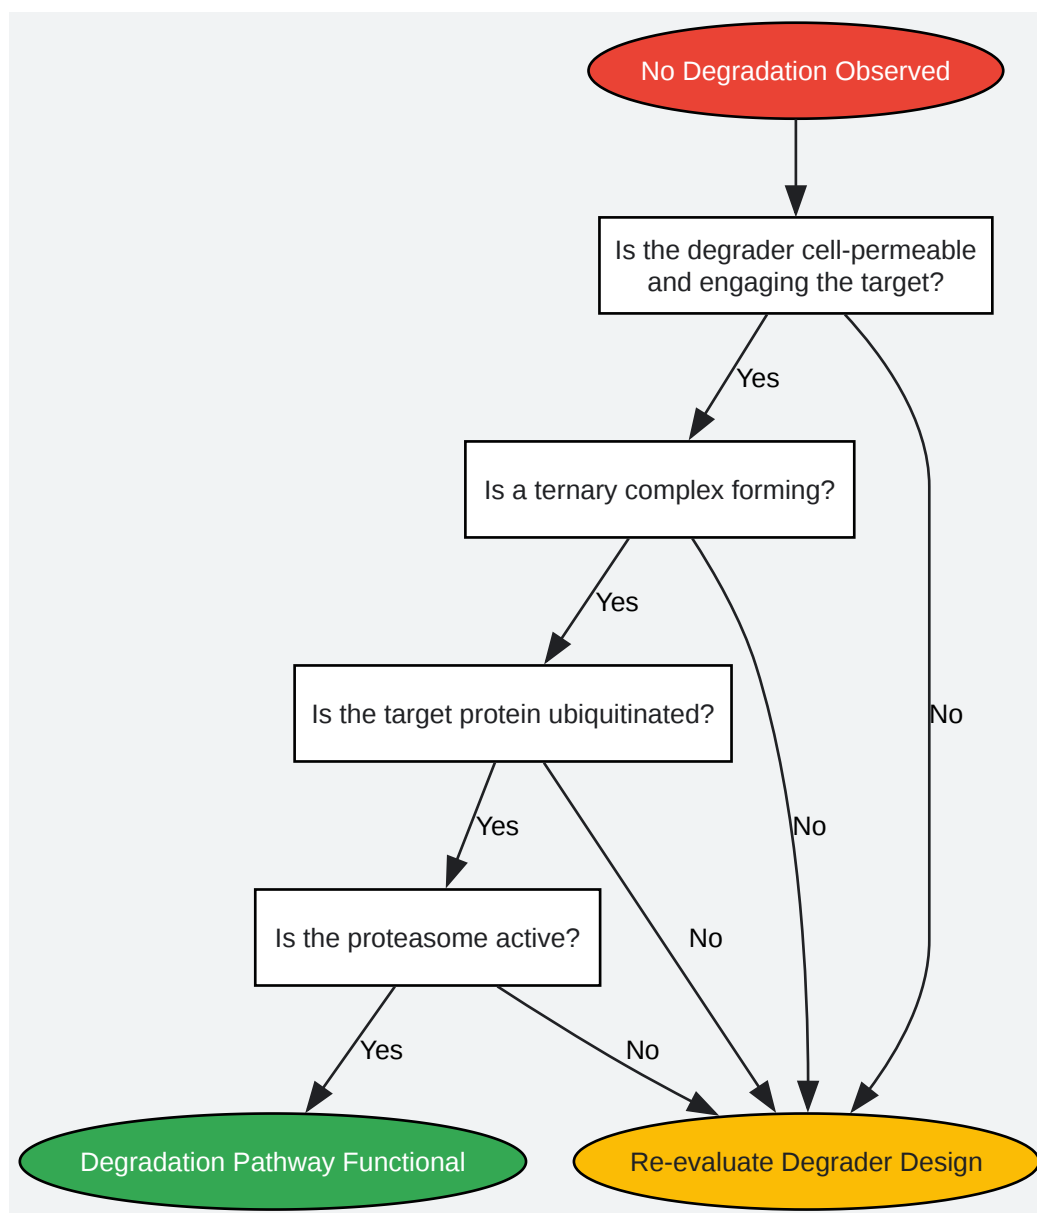 No Degradation Observed
Is the degrader cell-permeable
and engaging the target?
Yes
Is a ternary complex forming?
Yes
Is the target protein ubiquitinated?
No
Yes
No
Is the proteasome active?
No
Yes
No
Degradation Pathway Functional
Re-evaluate Degrader Design